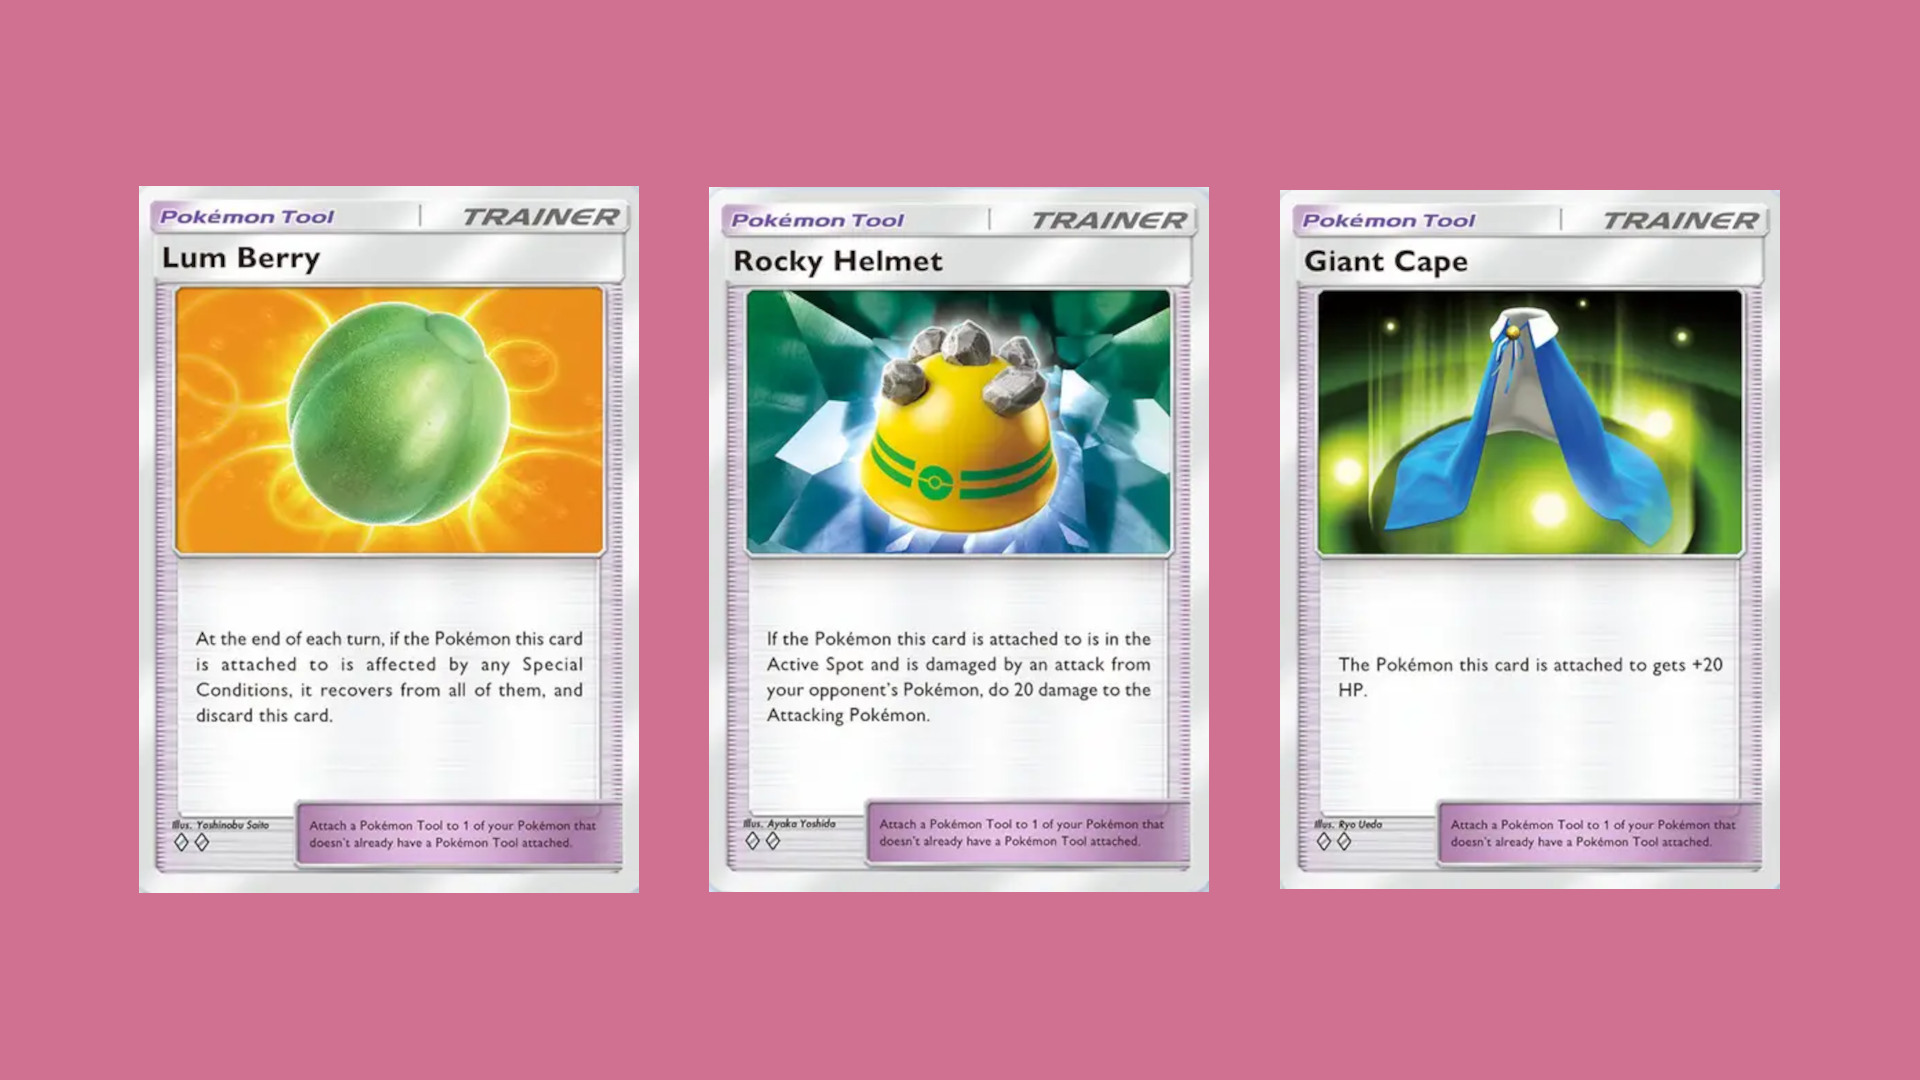 Pokémon Tool | TRAINER
Lum Berry
At the end of each turn, if the Pokémon this card
is attached to is affected by any Special
Conditions, it recovers from all of them, and
discard this card.
Illus. Yoshinobu Saito
Attach a Pokémon Tool to 1 of your Pokémon that
doesn't already have a Pokémon Tool attached.
Pokémon Tool | TRAINER
Rocky Helmet
If the Pokémon this card is attached to is in the
Active Spot and is damaged by an attack from
your opponent's Pokémon, do 20 damage to the
Attacking Pokémon.
Illus. Ayaka Yoshida
Attach a Pokémon Tool to 1 of your Pokémon that
doesn't already have a Pokémon Tool attached.
Pokémon Tool | TRAINER
Giant Cape
The Pokémon this card is attached to gets +20
HP.
Illus. Ryo Ueda
Attach a Pokémon Tool to 1 of your Pokémon that
doesn't already have a Pokémon Tool attached.